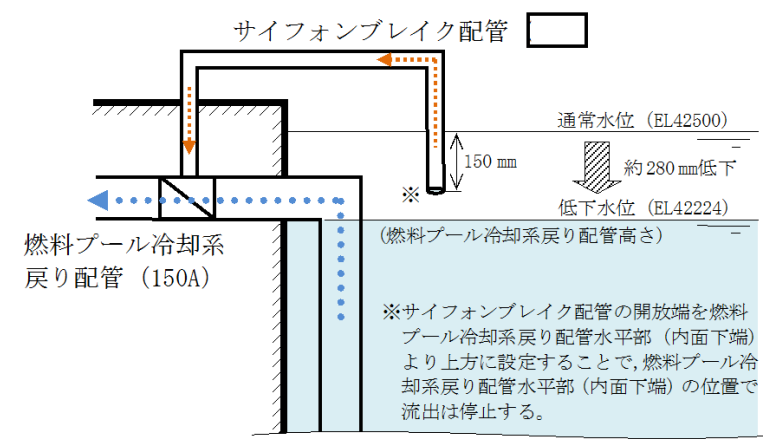 サイフォンブレイク配管
通常水位（EL42500）
150 mm
約280㎜低下
※
低下水位（EL42224）
(燃料プール冷却系戻り配管高さ）
燃料プール冷却系
戻り配管（150A）
※サイフォンブレイク配管の開放端を燃料
プール冷却系戻り配管水平部（内面下端）
より上方に設定することで,燃料プール冷
却系戻り配管水平部（内面下端）の位置で
流出は停止する。